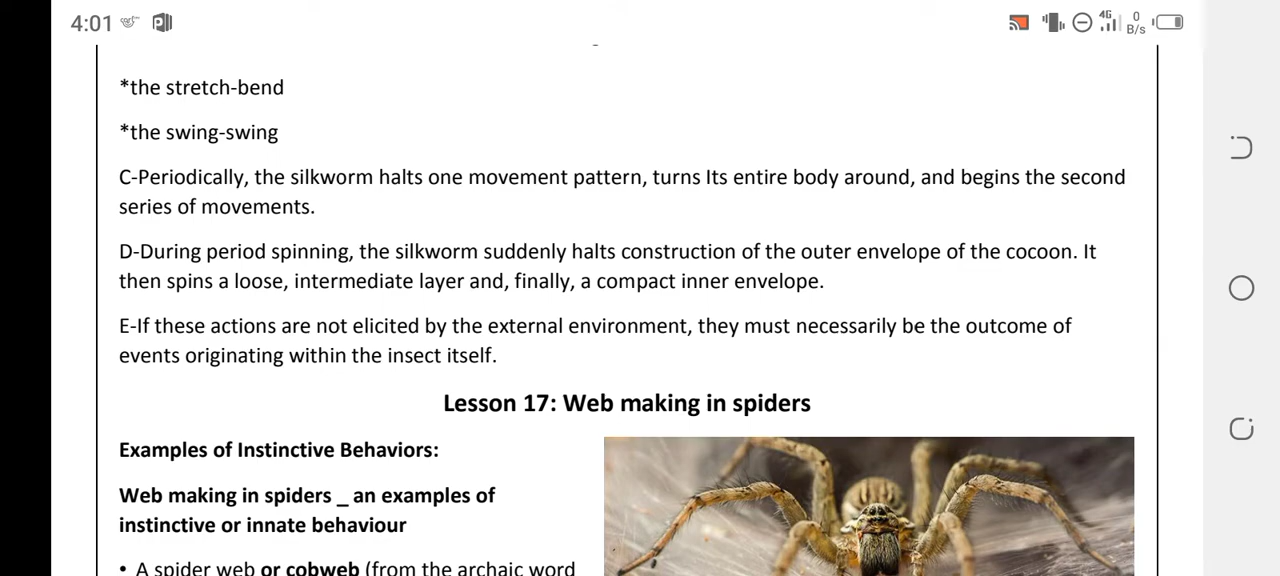 4:01
4G 0 B/s
*the stretch-bend
*the swing-swing
C-Periodically, the silkworm halts one movement pattern, turns Its entire body around, and begins the second
series of movements.
D-During period spinning, the silkworm suddenly halts construction of the outer envelope of the cocoon. It
then spins a loose, intermediate layer and, finally, a compact inner envelope.
E-If these actions are not elicited by the external environment, they must necessarily be the outcome of
events originating within the insect itself.
Lesson 17: Web making in spiders
Examples of Instinctive Behaviors:
Web making in spiders _ an examples of
instinctive or innate behaviour
• A spider web or cobweb (from the archaic word